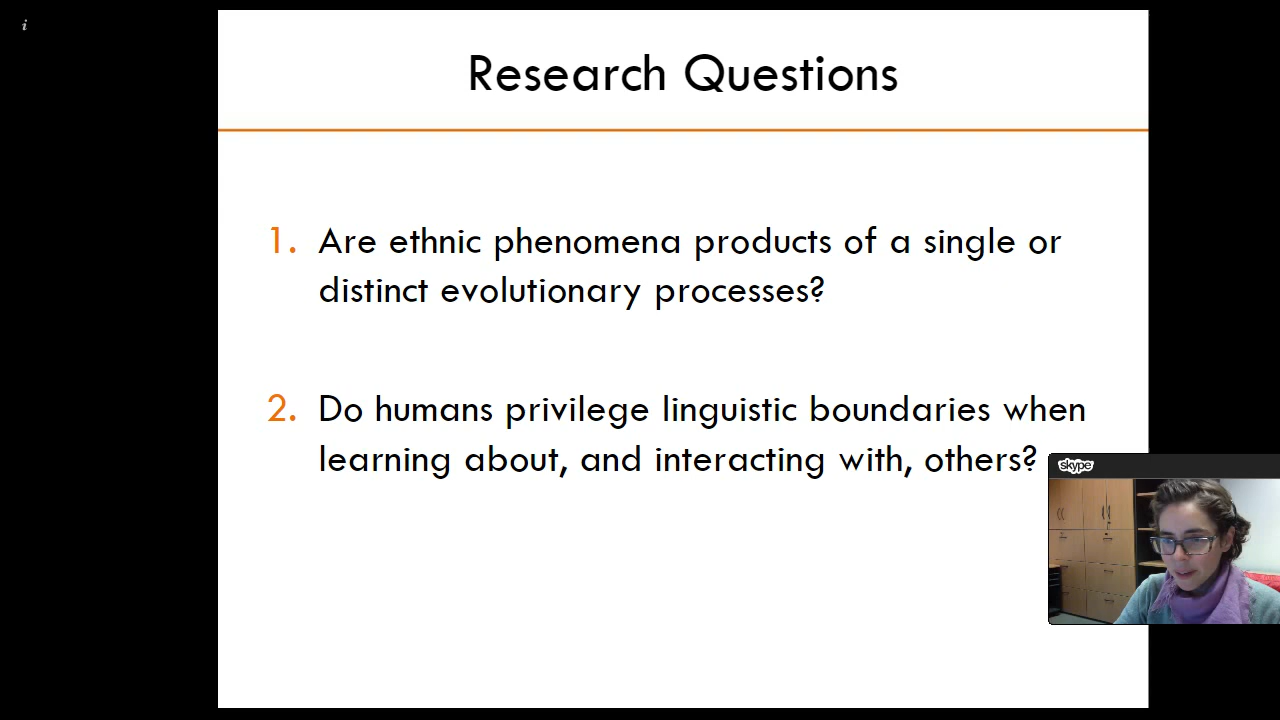 i
Research Questions
1. Are ethnic phenomena products of a single or
distinct evolutionary processes?
2. Do humans privilege linguistic boundaries when
learning about, and interacting with, others?
skype